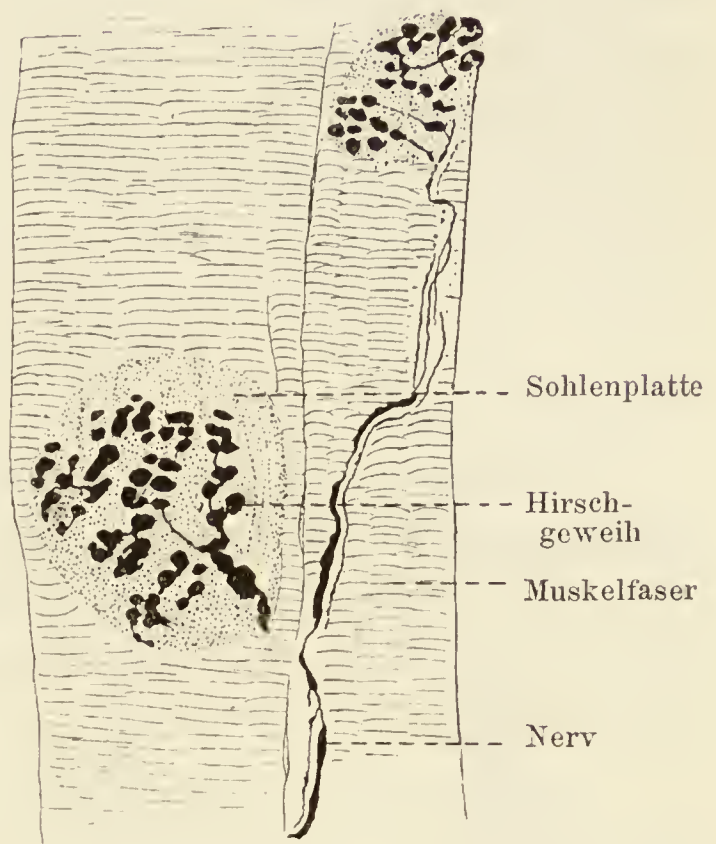 Sohlenplatte
Hirsch-
geweih
Muskelfaser
Nerv